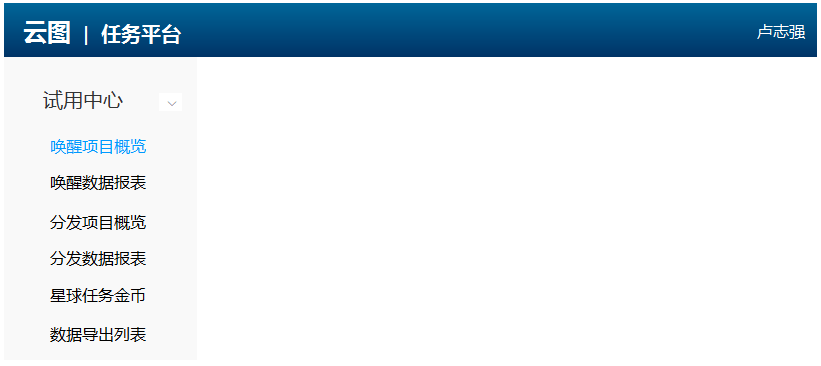 云图 | 任务平台
卢志强
试用中心
唤醒项目概览
唤醒数据报表
分发项目概览
分发数据报表
星球任务金币
数据导出列表